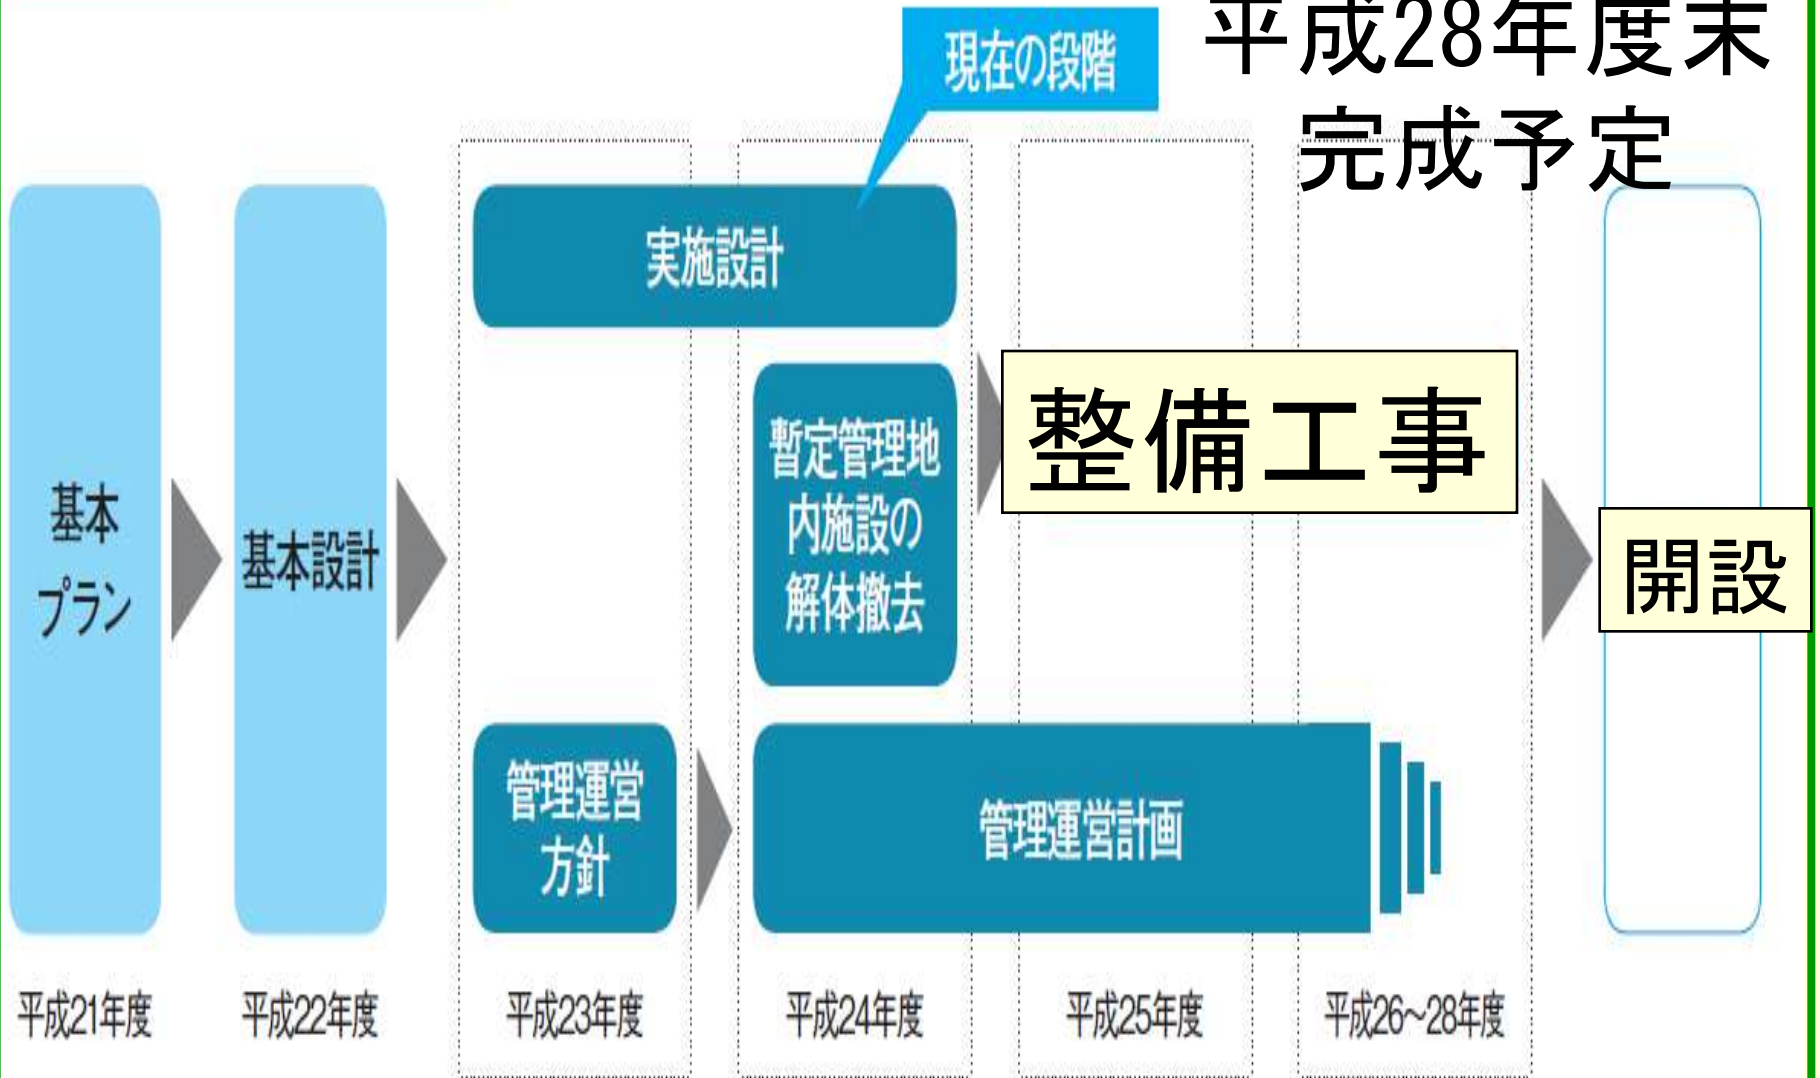 現在の段階
平成28年度末
完成予定
実施設計
整備工事
暫定管理地
内施設の
解体撤去
基本
プラン
基本設計
開設
管理運営
方針
管理運営計画
平成21年度
平成22年度
平成23年度
平成24年度
平成25年度
平成26〜28年度